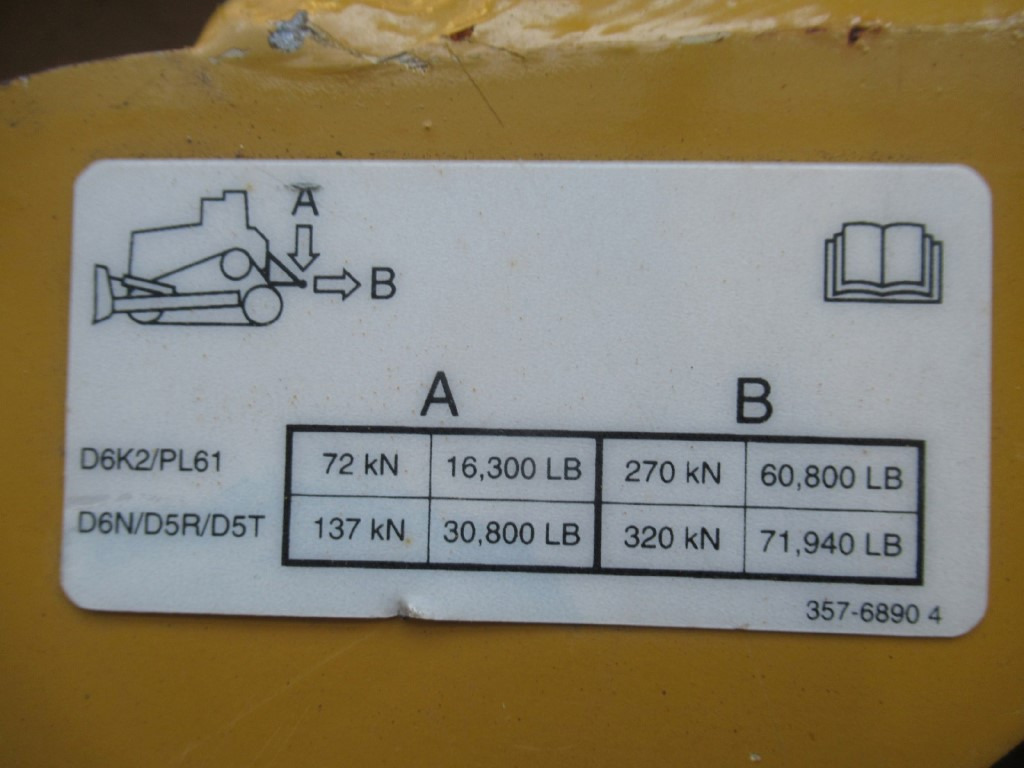 A
B
A B
D6K2/PL61 72 kN 16,300 LB 270 kN 60,800 LB
D6N/D5R/D5T 137 kN 30,800 LB 320 kN 71,940 LB
357-6890 4